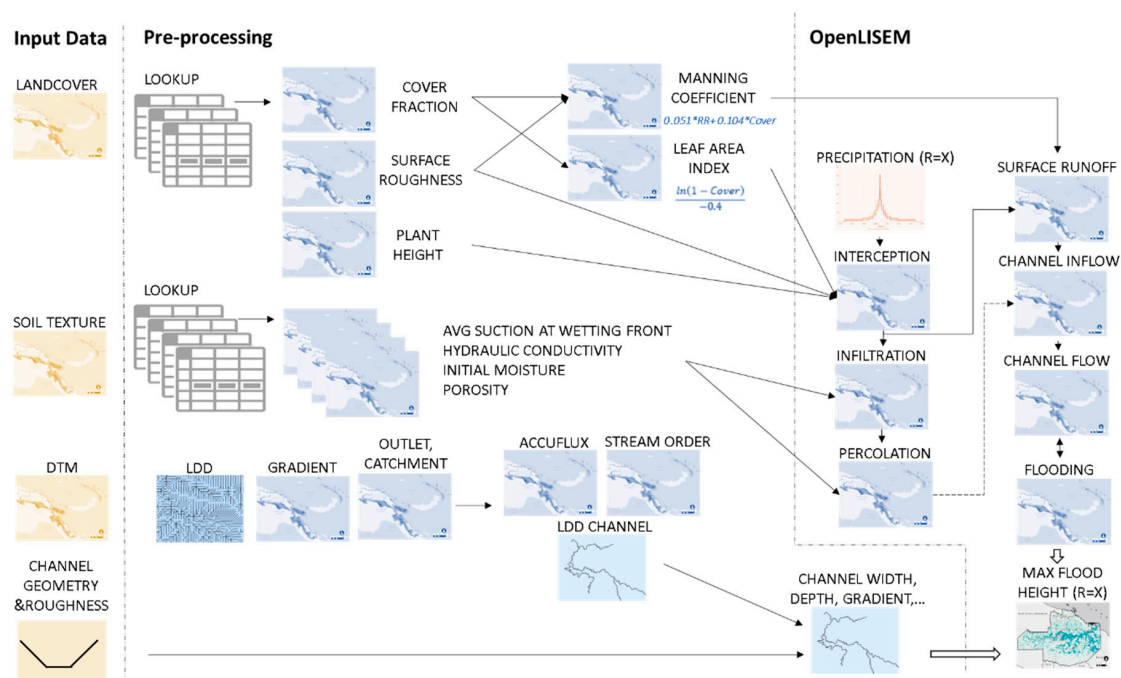 Input Data
Pre-processing
OpenLISEM
LANDCOVER
LOOKUP
COVER
FRACTION
SURFACE
ROUGHNESS
PLANT
HEIGHT
MANNING
COEFFICIENT
0.051*RR+ 0.104*Cover
LEAF AREA
INDEX
ln(1 − Cover)
−0.4
PRECIPITATION (R=X)
INTERCEPTION
INFILTRATION
PERCOLATION
SURFACE RUNOFF
CHANNEL INFLOW
CHANNEL FLOW
FLOODING
MAX FLOOD
HEIGHT (R=X)
SOIL TEXTURE
LOOKUP
AVG SUCTION AT WETTING FRONT
HYDRAULIC CONDUCTIVITY
INITIAL MOISTURE
POROSITY
DTM
LDD
GRADIENT
OUTLET,
CATCHMENT
ACCUFLUX
STREAM ORDER
LDD CHANNEL
CHANNEL
GEOMETRY
&ROUGHNESS
CHANNEL WIDTH,
DEPTH, GRADIENT,...